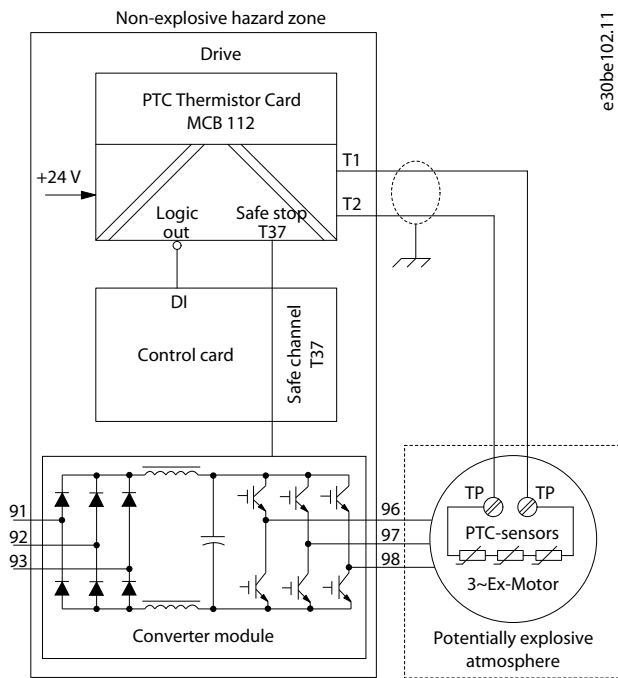 Non-explosive hazard zone
e30be102.11
Drive
PTC Thermistor Card
MCB 112
T1
+24 V
T2
Logic
out
Safe stop
T37
DI
Control card
Safe channel
T37
91
92
93
96
97
98
TP
TP
PTC-sensors
3~Ex-Motor
Converter module
Potentially explosive
atmosphere